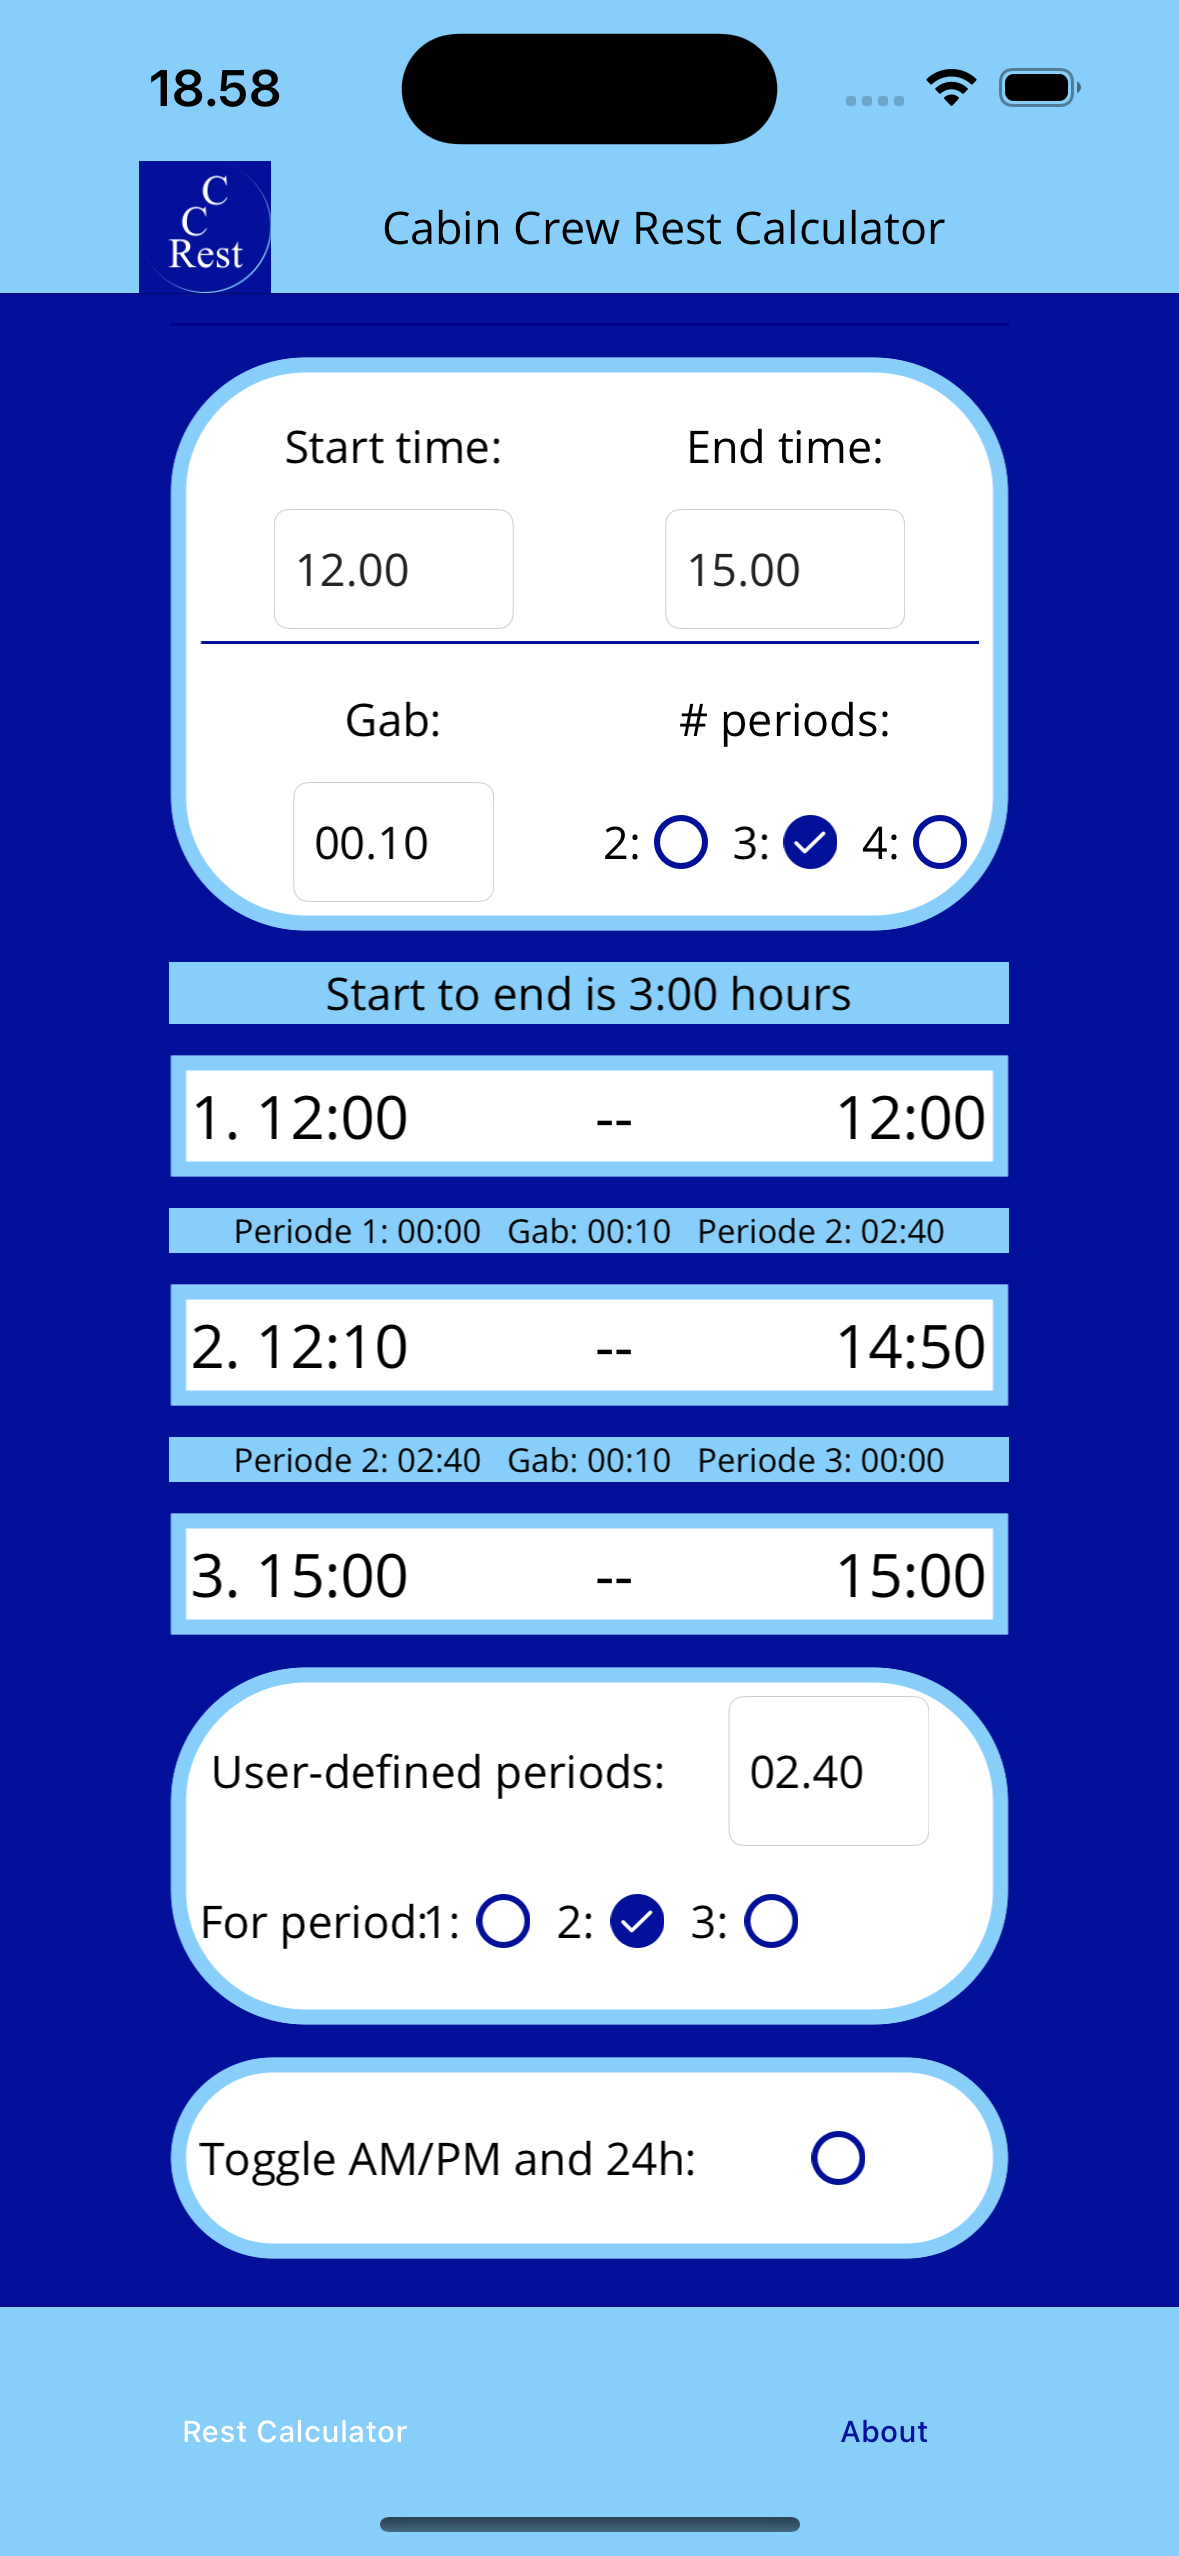 18.58
C
C
Rest
Cabin Crew Rest Calculator
Start time: End time:
12.00 15.00
Gab: # periods:
00.10 2: 3: 4:
Start to end is 3:00 hours
1. 12:00 -- 12:00
Periode 1: 00:00 Gab: 00:10 Periode 2: 02:40
2. 12:10 -- 14:50
Periode 2: 02:40 Gab: 00:10 Periode 3: 00:00
3. 15:00 -- 15:00
User-defined periods: 02.40
For period:1: 2: 3:
Toggle AM/PM and 24h:
Rest Calculator About